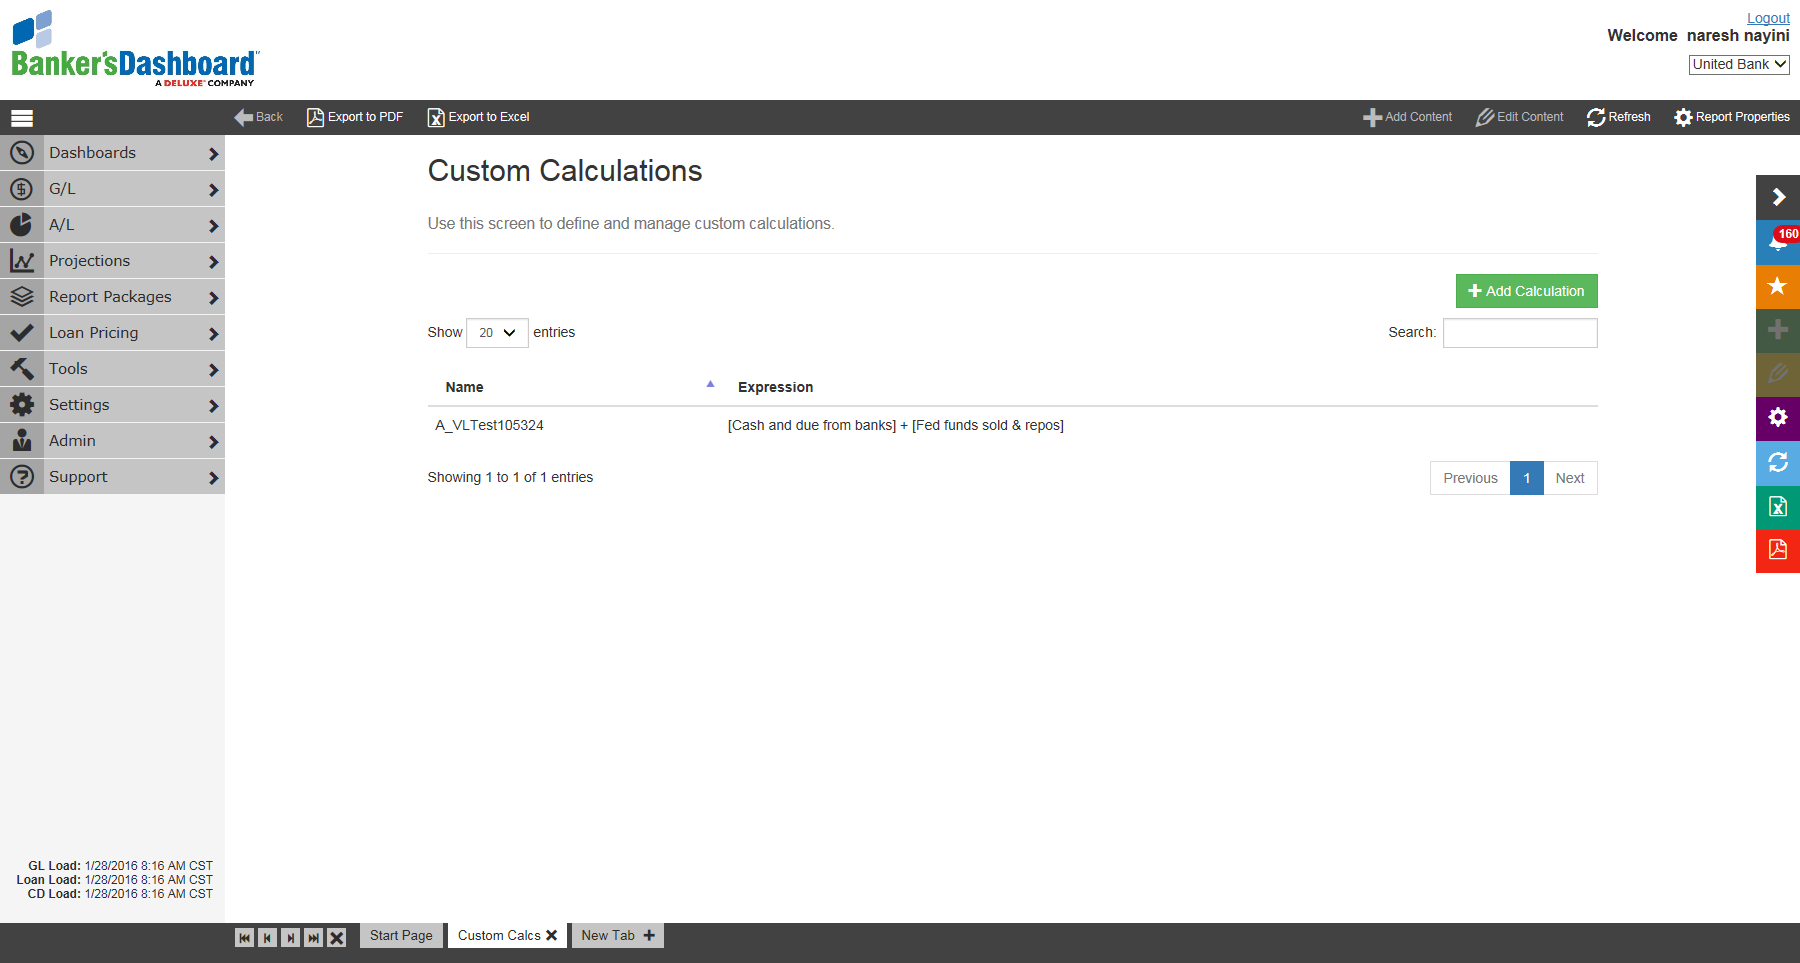 Banker'sDashboard
A DELUXE COMPANY
Logout
Welcome naresh nayini
United Bank
Back
Export to PDF
Export to Excel
Add Content
Edit Content
Refresh
Report Properties
Dashboards
G/L
A/L
Projections
Report Packages
Loan Pricing
Tools
Settings
Admin
Support
Custom Calculations
Use this screen to define and manage custom calculations.
160
Add Calculation
Show 20 entries
Search:
Name Expression
A_VLTest105324 [Cash and due from banks] + [Fed funds sold & repos]
Showing 1 to 1 of 1 entries
Previous 1 Next
GL Load: 1/28/2016 8:16 AM CST
Loan Load: 1/28/2016 8:16 AM CST
CD Load: 1/28/2016 8:16 AM CST
Start Page
Custom Calcs
New Tab